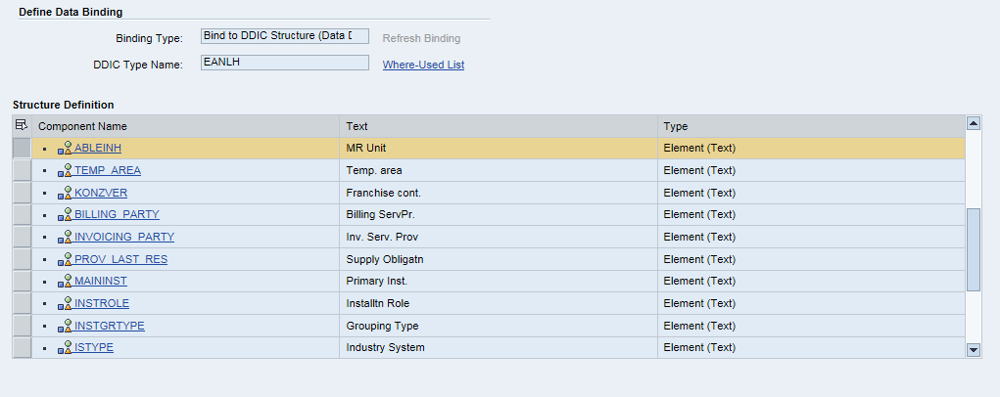 Define Data Binding
Binding Type: Bind to DDIC Structure (Data D Refresh Binding
DDIC Type Name: EANLH Where-Used List
Structure Definition
Component Name Text Type
ABLEINH MR Unit Element (Text)
TEMP_AREA Temp. area Element (Text)
KONZVER Franchise cont. Element (Text)
BILLING_PARTY Billing ServPr. Element (Text)
INVOICING_PARTY Inv. Serv. Prov Element (Text)
PROV_LAST_RES Supply Obligatn Element (Text)
MAININST Primary Inst. Element (Text)
INSTROLE Installtn Role Element (Text)
INSTGRTYPE Grouping Type Element (Text)
ISTYPE Industry System Element (Text)